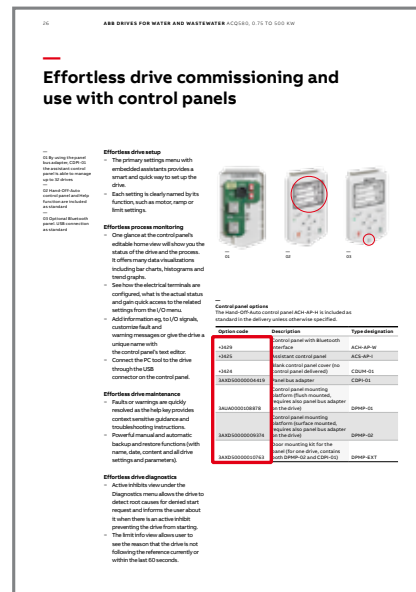 26
ABB DRIVES FOR WATER AND WASTEWATER ACQ580, 0.75 TO 500 KW
Effortless drive commissioning and
use with control panels
—
01 By using the panel
bus adapter, CDPI-01
the assistant control
panel is able to manage
up to 32 drives
—
02 Hand-Off-Auto
control panel and Help
function are included
as standard
—
03 Optional Bluetooth
panel. USB connection
as standard
Effortless drive setup
– The primary settings menu with
embedded assistants provides a
smart and quick way to set up the
drive.
– Each setting is clearly named by its
function, such as motor, ramp or
limit settings.
Effortless process monitoring
– One glance at the control panel's
editable home view will show you the
status of the drive and the process.
It offers many data visualizations
including bar charts, histograms and
trend graphs.
– See how the electrical terminals are
configured, what is the actual status
and gain quick access to the related
settings from the I/O menu.
– Add information eg, to I/O signals,
customize fault and
warning messages or give the drive a
unique name with
the control panel's text editor.
– Connect the PC tool to the drive
through the USB
connector on the control panel.
Effortless drive maintenance
– Faults or warnings are quickly
resolved as the help key provides
context sensitive guidance and
troubleshooting instructions.
– Powerful manual and automatic
backup and restore functions (with
name, date, content and all drive
settings and parameters).
Effortless drive diagnostics
– Active inhibits view under the
Diagnostics menu allows the drive to
detect root causes for denied start
request and informs the user about
it when there is an active inhibit
preventing the drive from starting.
– The limit info view allows user to
see the reason that the drive is not
following the reference currently or
within the last 60 seconds.
01
02
03
—
Control panel options
The Hand-Off-Auto control panel ACH-AP-H is included as
standard in the delivery unless otherwise specified.
Option code Description Type designation
Control panel with Bluetooth
+J429 interface ACH-AP-W
+J425 Assistant control panel ACS-AP-I
Blank control panel cover (no
+J424 control panel delivered) CDUM-01
3AXD50000004419 Panel bus adapter CDPI-01
Control panel mounting
platform (flush mounted,
requires also panel bus adapter
3AUA0000108878 on the drive) DPMP-01
Control panel mounting
platform (surface mounted,
requires also panel bus adapter
3AXD50000009374 on the drive) DPMP-02
Door mounting kit for the
panel (for one drive, contains
3AXD50000010763 both DPMP-02 and CDPI-01) DPMP-EXT